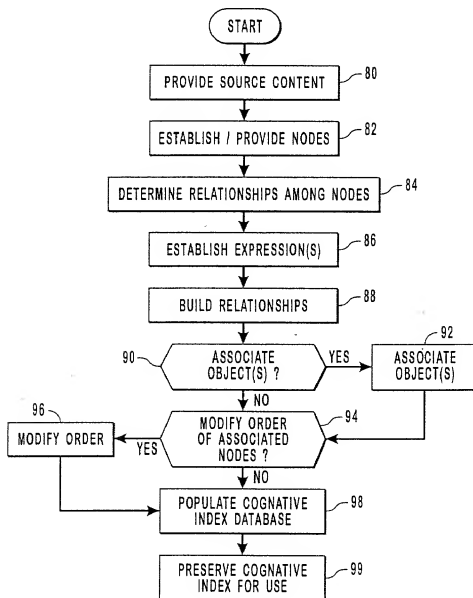 START
PROVIDE SOURCE CONTENT
80
ESTABLISH / PROVIDE NODES
82
DETERMINE RELATIONSHIPS AMONG NODES
84
ESTABLISH EXPRESSION(S)
86
BUILD RELATIONSHIPS
88
90
ASSOCIATE
OBJECT(S) ?
YES
92
ASSOCIATE
OBJECT(S)
NO
96
MODIFY ORDER
YES
MODIFY ORDER
OF ASSOCIATED
NODES ?
94
NO
POPULATE COGNATIVE
INDEX DATABASE
98
PRESERVE COGNATIVE
INDEX FOR USE
99